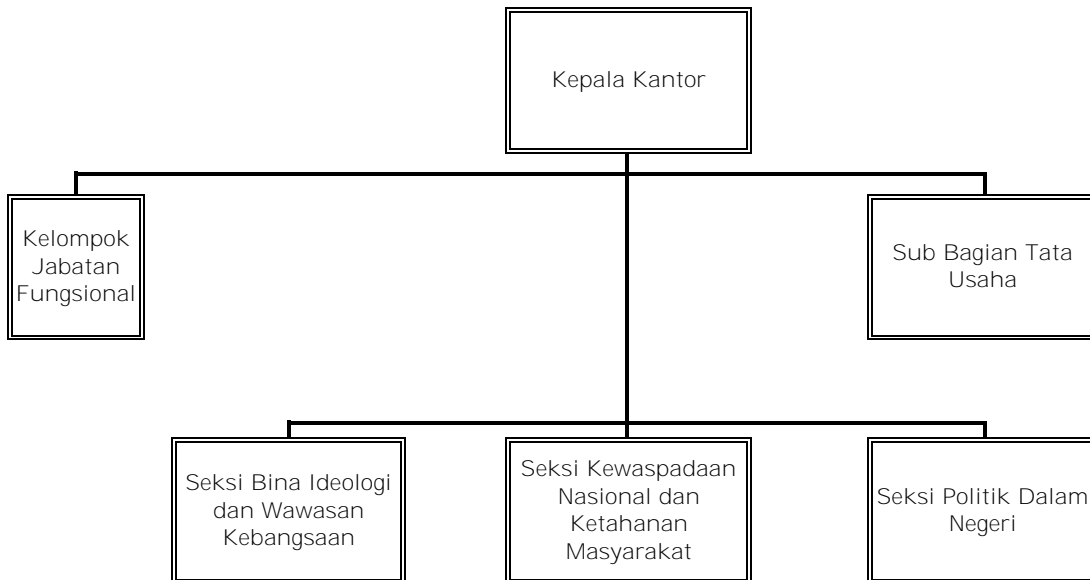 Kepala Kantor
Kelompok
Jabatan
Fungsional
Sub Bagian Tata
Usaha
Seksi Bina Ideologi
dan Wawasan
Kebangsaan
Seksi Kewaspadaan
Nasional dan
Ketahanan
Masyarakat
Seksi Politik Dalam
Negeri